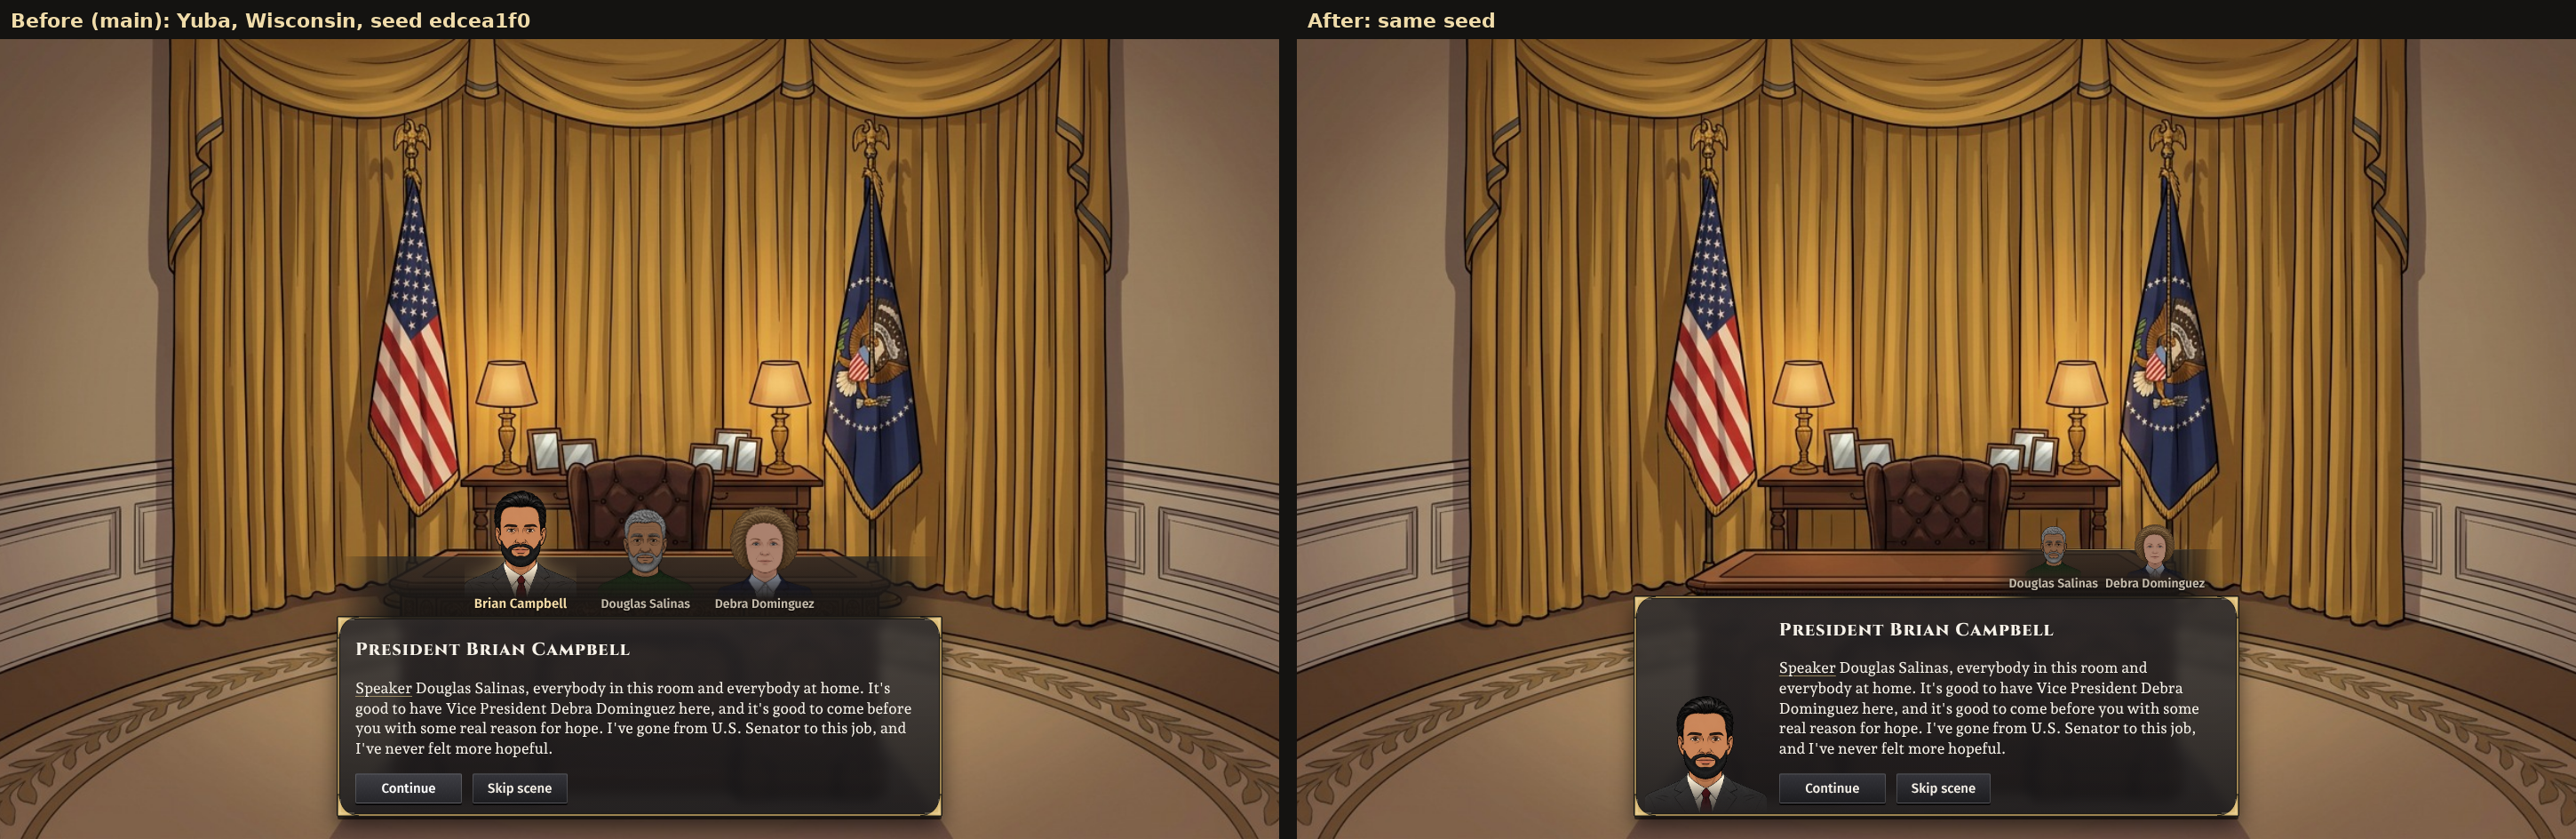 Before (main): Yuba, Wisconsin, seed edcea1f0
Brian Campbell
Douglas Salinas
Debra Dominguez
President Brian Campbell
Speaker Douglas Salinas, everybody in this room and everybody at home. It's
good to have Vice President Debra Dominguez here, and it's good to come before
you with some real reason for hope. I've gone from U.S. Senator to this job, and
I've never felt more hopeful.
Continue
Skip scene
After: same seed
Douglas Salinas
Debra Dominguez
President Brian Campbell
Speaker Douglas Salinas, everybody in this room and
everybody at home. It's good to have Vice President Debra
Dominguez here, and it's good to come before you with some
real reason for hope. I've gone from U.S. Senator to this job,
and I've never felt more hopeful.
Continue
Skip scene